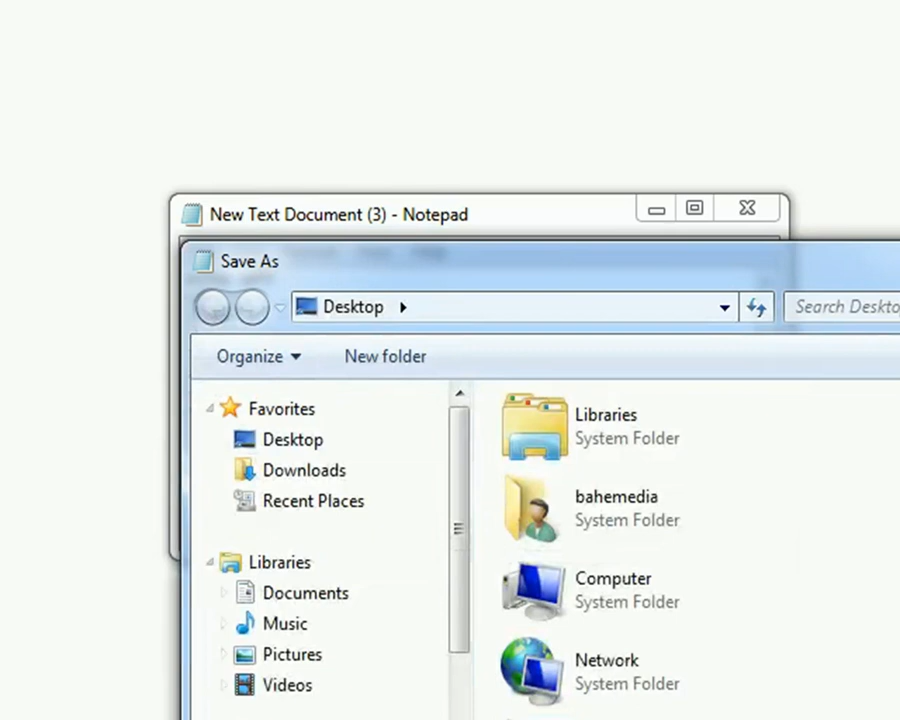 New Text Document (3) - Notepad
Save As
Desktop
Search Deskto
Organize
New folder
Favorites
Desktop
Downloads
Recent Places
Libraries
Documents
Music
Pictures
Videos
Libraries
System Folder
bahemedia
System Folder
Computer
System Folder
Network
System Folder